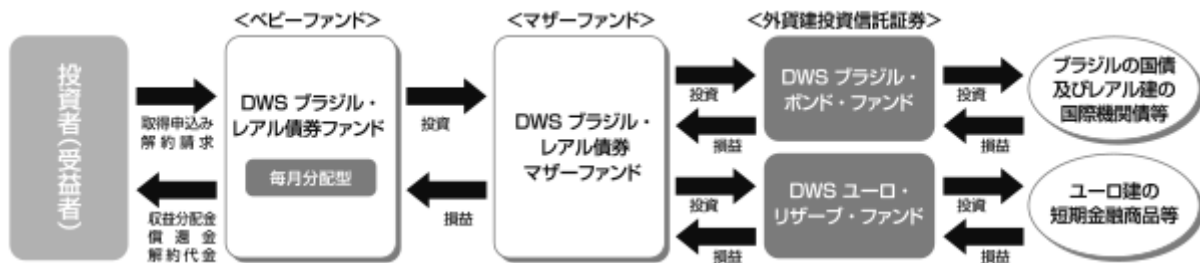 <ベビーファンド>
<マザーファンド>
<外貨建投資信託証券>
投資者(受益者)
取得申込み
解約請求
収益分配金
償還金
解約代金
DWS ブラジル・
レアル債券ファンド
毎月分配型
投資
損益
DWS ブラジル・
レアル債券
マザーファンド
投資
損益
投資
損益
DWS ブラジル・
ボンド・ファンド
DWS ユーロ・
リザーブ・ファンド
投資
損益
投資
損益
ブラジルの国債
及びレアル建の
国際機関債等
ユーロ建の
短期金融商品等